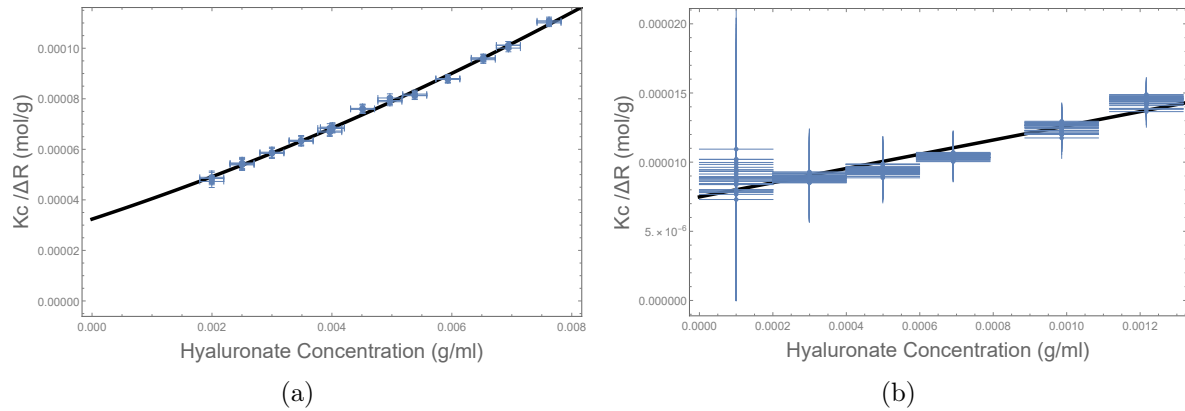 0.00010
0.00008
0.00006
0.00004
0.00002
0.00000
Kc /ΔR (mol/g)
0.000 0.002 0.004 0.006 0.008
Hyaluronate Concentration (g/ml)
(a)
0.000020
0.000015
0.000010
5. × 10⁻⁶
0.000000
Kc /ΔR (mol/g)
0.0000 0.0002 0.0004 0.0006 0.0008 0.0010 0.0012
Hyaluronate Concentration (g/ml)
(b)